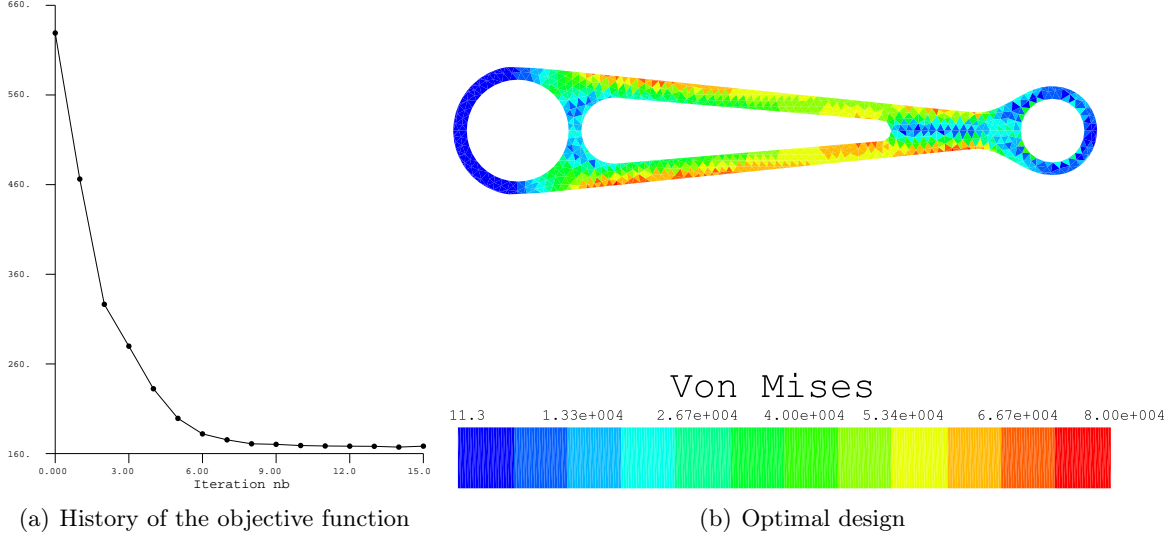 660.
560.
460.
360.
260.
160.
0.000 3.00 6.00 9.00 12.0 15.0
Iteration nb
Von Mises
11.3 1.33e+004 2.67e+004 4.00e+004 5.34e+004 6.67e+004 8.00e+004
(a) History of the objective function
(b) Optimal design